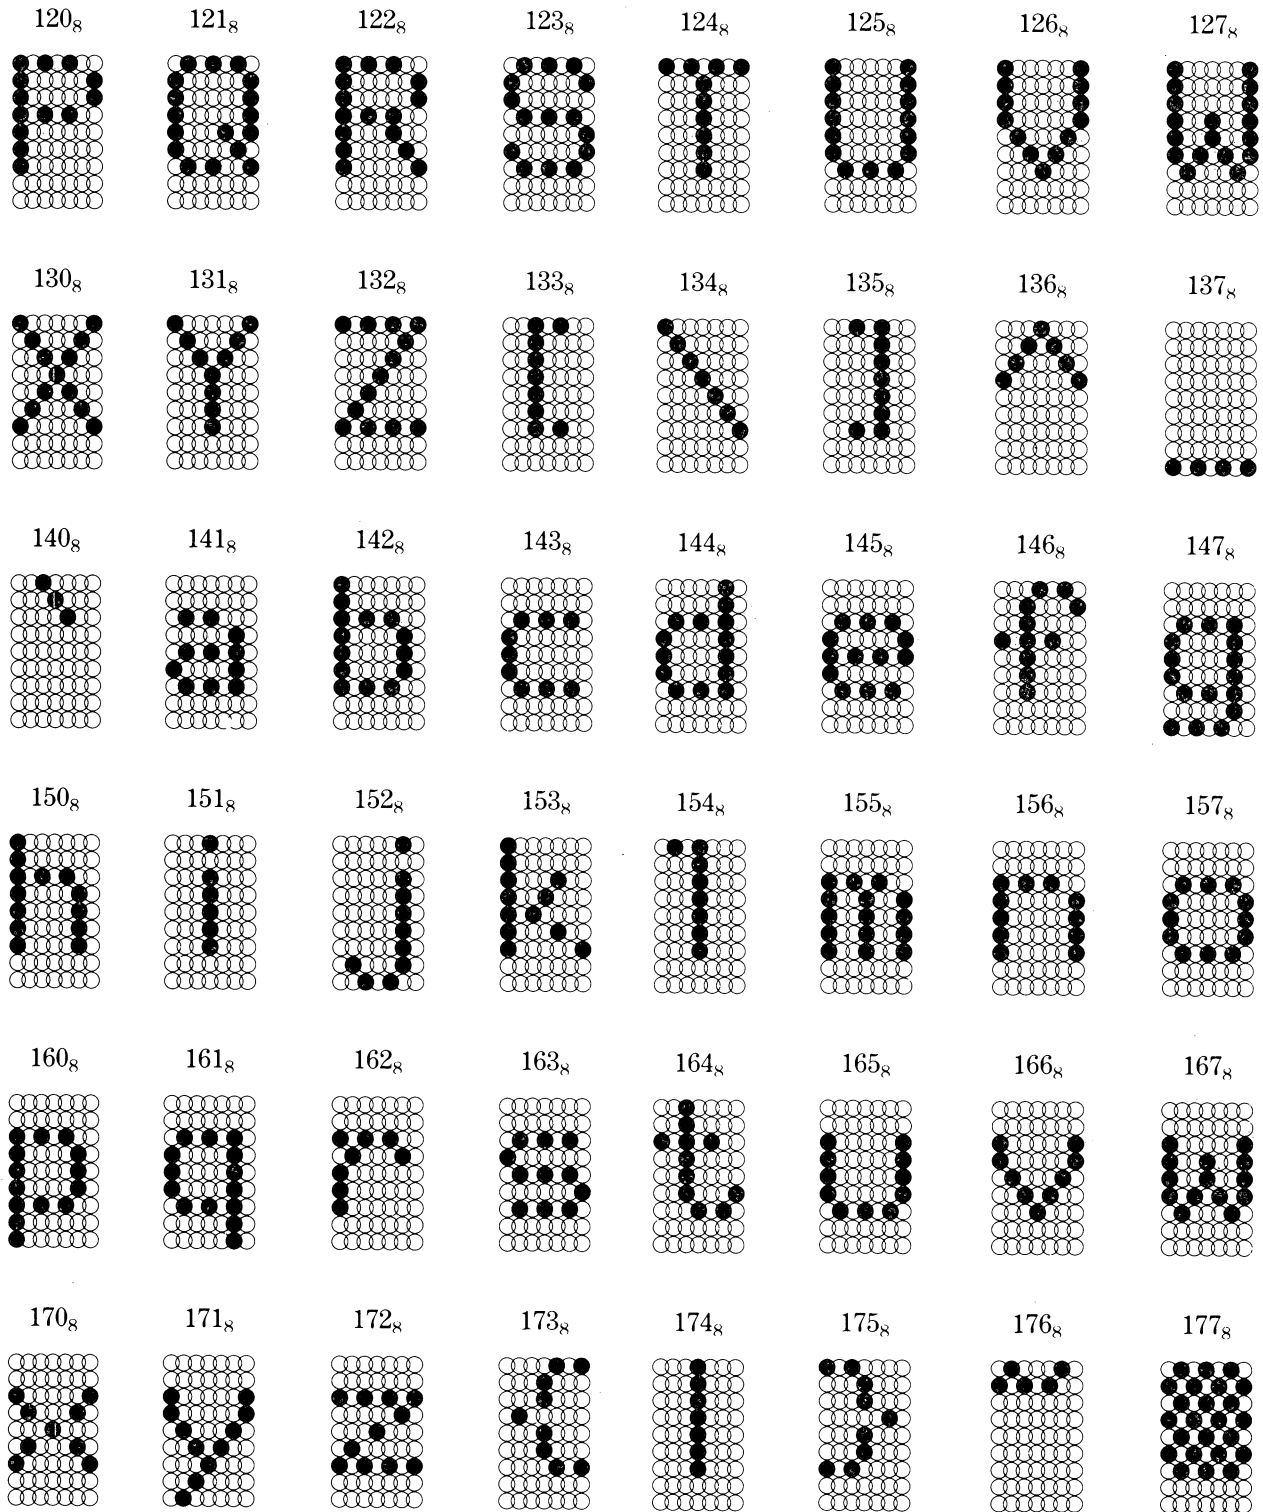 120₈ 121₈ 122₈ 123₈ 124₈ 125₈ 126₈ 127₈
P Q R S T U V W
130₈ 131₈ 132₈ 133₈ 134₈ 135₈ 136₈ 137₈
X Y Z [ \ ] ^ _
140₈ 141₈ 142₈ 143₈ 144₈ 145₈ 146₈ 147₈
` a b c d e f g
150₈ 151₈ 152₈ 153₈ 154₈ 155₈ 156₈ 157₈
h i j k l m n o
160₈ 161₈ 162₈ 163₈ 164₈ 165₈ 166₈ 167₈
p q r s t u v w
170₈ 171₈ 172₈ 173₈ 174₈ 175₈ 176₈ 177₈
x y z { | } ~